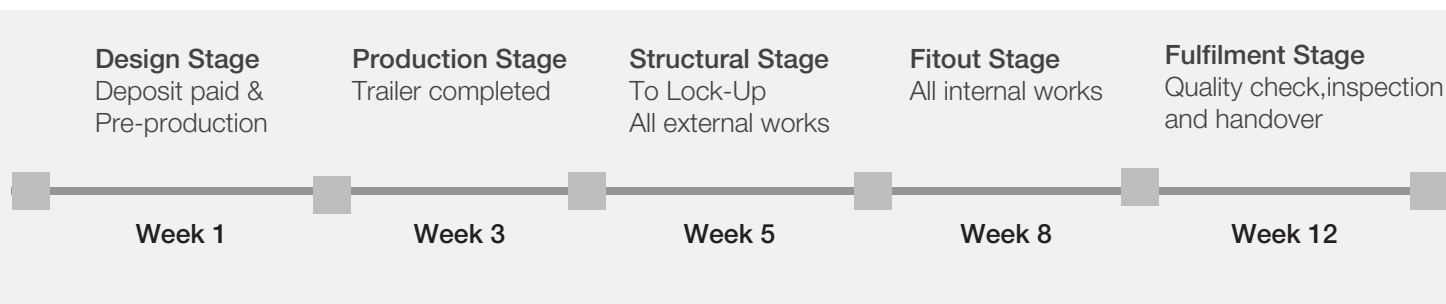 Design Stage
Deposit paid &
Pre-production
Production Stage
Trailer completed
Structural Stage
To Lock-Up
All external works
Fitout Stage
All internal works
Fulfilment Stage
Quality check,inspection
and handover
Week 1
Week 3
Week 5
Week 8
Week 12